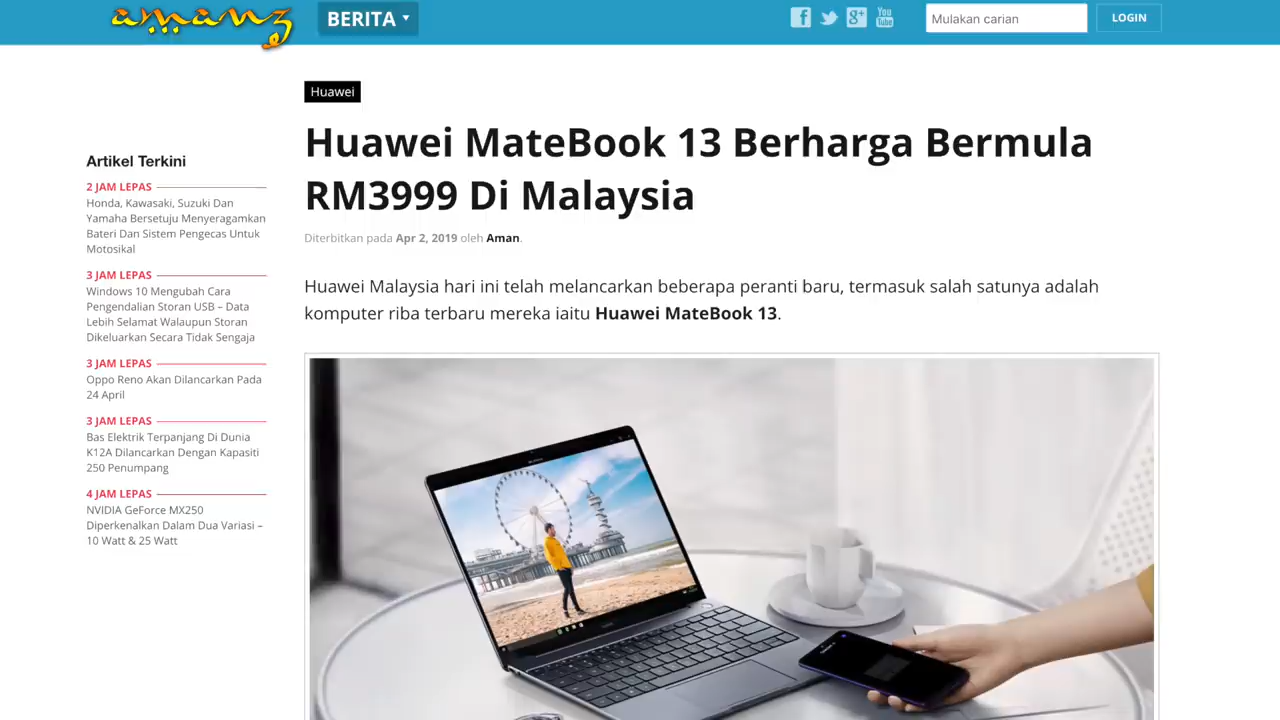 amanz
BERITA
Mulakan carian
LOGIN
Huawei
Huawei MateBook 13 Berharga Bermula
RM3999 Di Malaysia
Diterbitkan pada Apr 2, 2019 oleh Aman.
Huawei Malaysia hari ini telah melancarkan beberapa peranti baru, termasuk salah satunya adalah
komputer riba terbaru mereka iaitu Huawei MateBook 13.
Artikel Terkini
2 JAM LEPAS
Honda, Kawasaki, Suzuki Dan
Yamaha Bersetuju Menyeragamkan
Bateri Dan Sistem Pengecas Untuk
Motosikal
3 JAM LEPAS
Windows 10 Mengubah Cara
Pengendalian Storan USB – Data
Lebih Selamat Walaupun Storan
Dikeluarkan Secara Tidak Sengaja
3 JAM LEPAS
Oppo Reno Akan Dilancarkan Pada
24 April
3 JAM LEPAS
Bas Elektrik Terpanjang Di Dunia
K12A Dilancarkan Dengan Kapasiti
250 Penumpang
4 JAM LEPAS
NVIDIA GeForce MX250
Diperkenalkan Dalam Dua Variasi –
10 Watt & 25 Watt